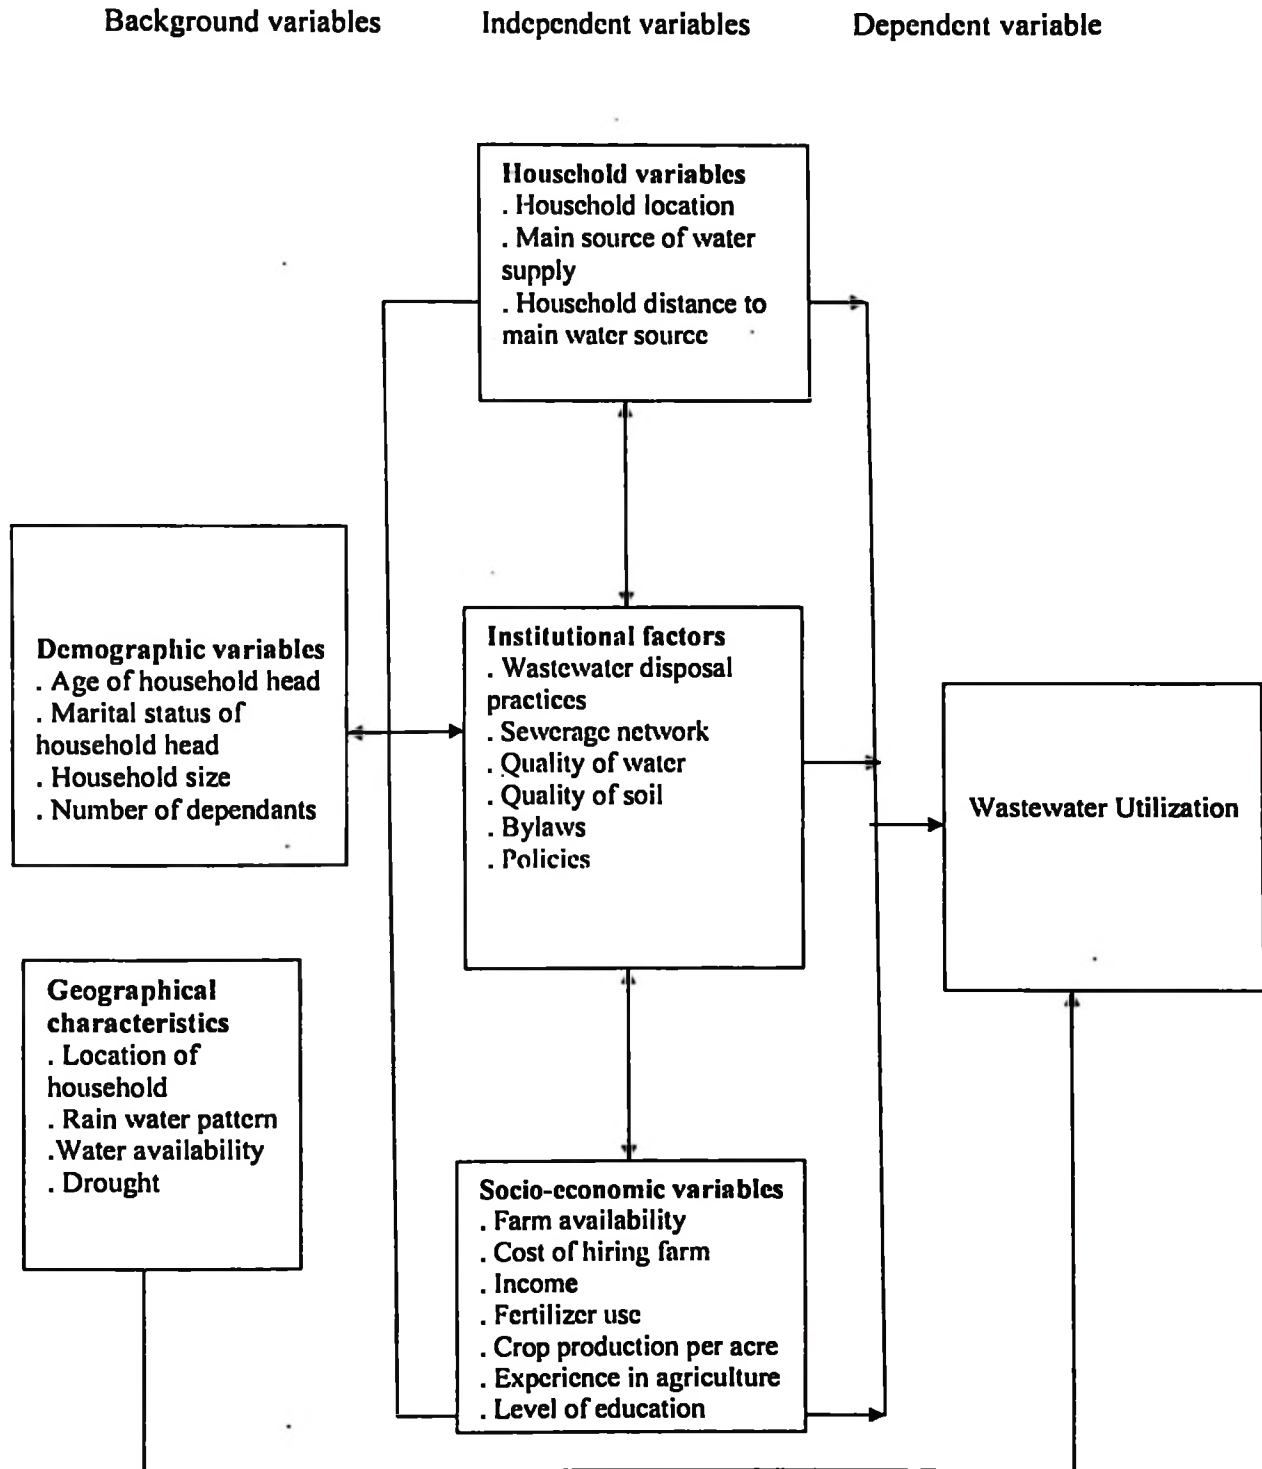 Background variables
Independent variables
Dependent variable
Household variables
. Household location
. Main source of water
supply
. Household distance to
main water source
Demographic variables
. Age of household head
. Marital status of
household head
. Household size
. Number of dependants
Institutional factors
. Wastewater disposal
practices
. Sewerage network
. Quality of water
. Quality of soil
. Bylaws
. Policies
Wastewater Utilization
Geographical
characteristics
. Location of
household
. Rain water pattern
.Water availability
. Drought
Socio-economic variables
. Farm availability
. Cost of hiring farm
. Income
. Fertilizer use
. Crop production per acre
. Experience in agriculture
. Level of education